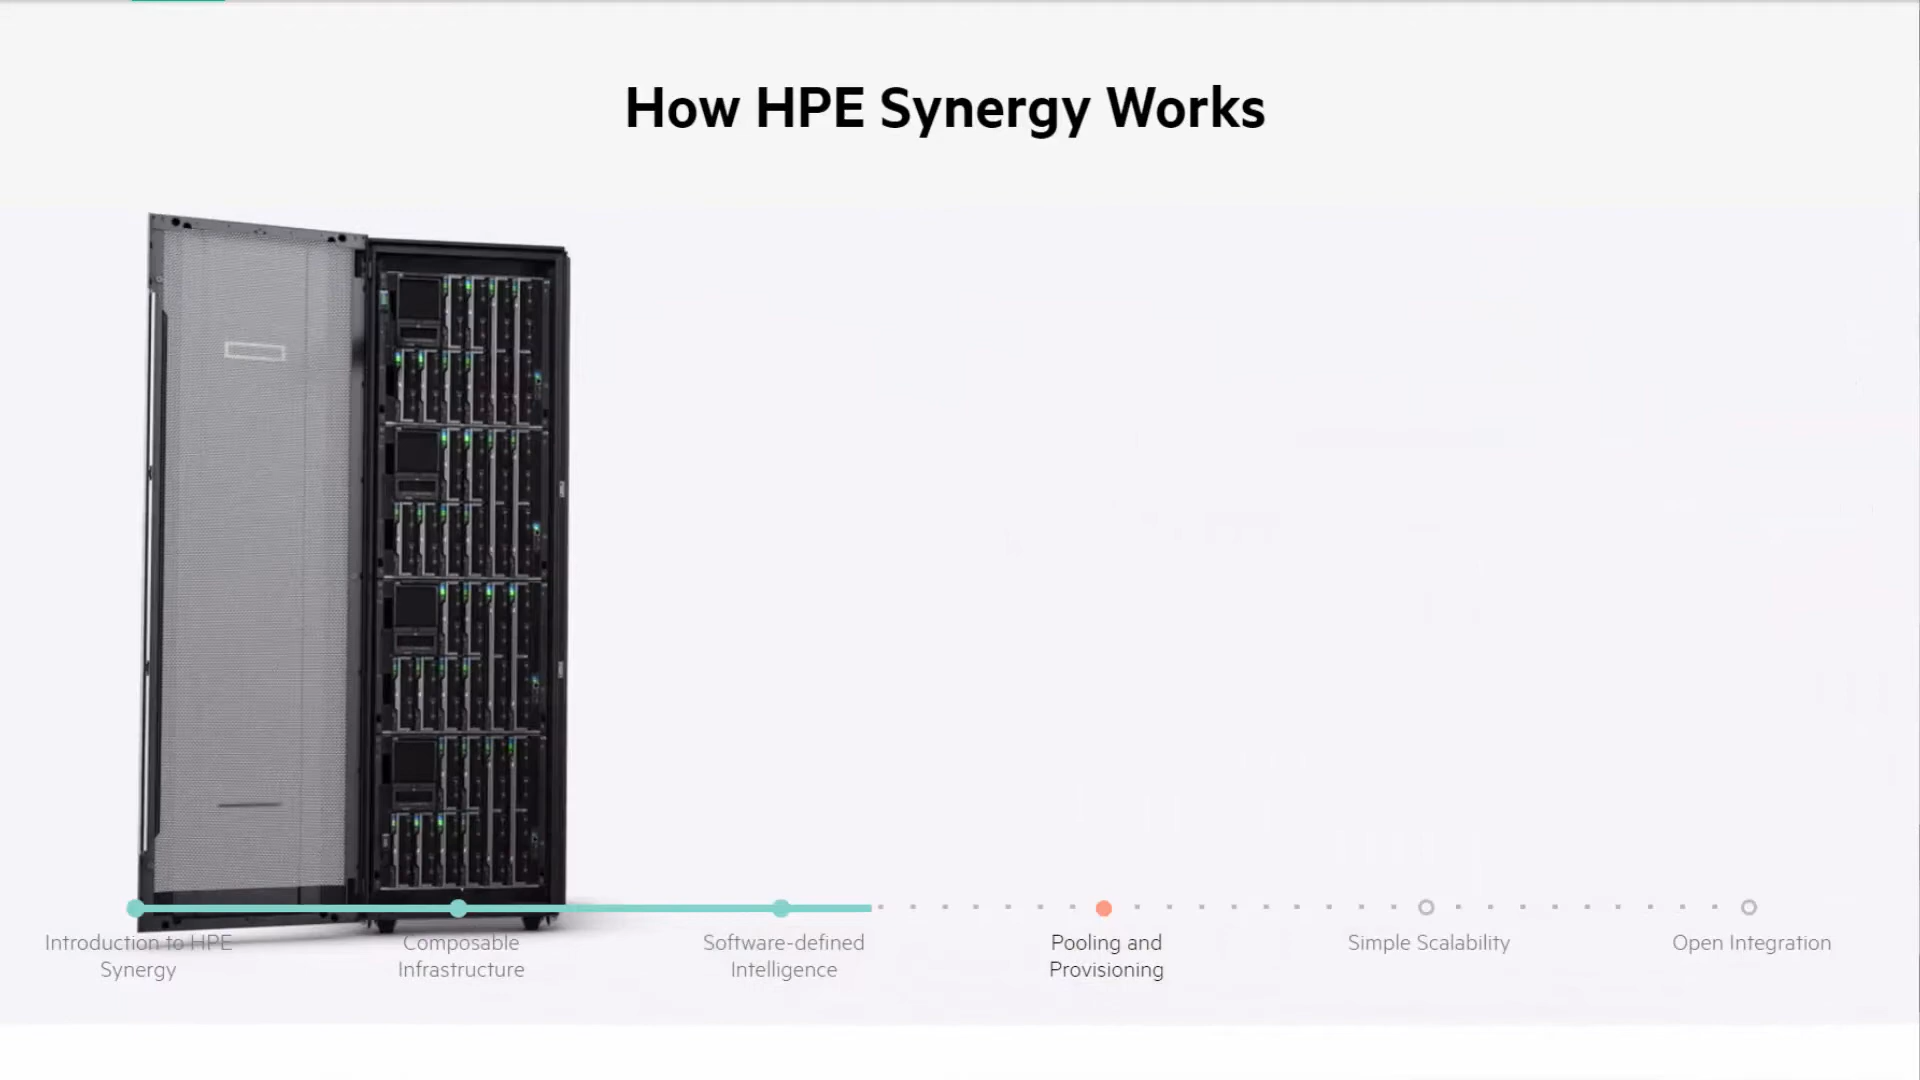 How HPE Synergy Works
Introduction to HPE
Synergy
Composable
Infrastructure
Software-defined
Intelligence
Pooling and
Provisioning
Simple Scalability
Open Integration